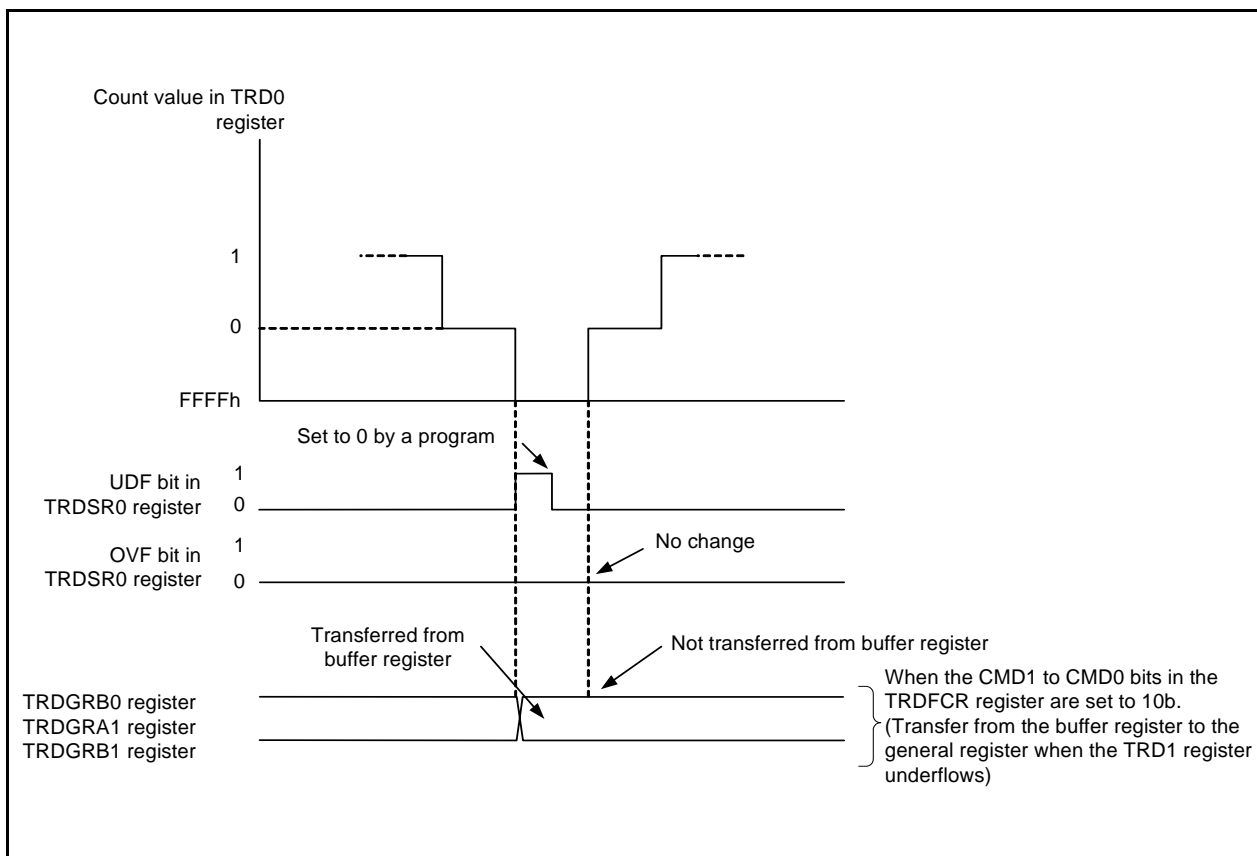 Count value in TRD0
register
1
0
FFFFh
Set to 0 by a program
UDF bit in
TRDSR0 register
1
0
OVF bit in
TRDSR0 register
1
0
No change
Transferred from
buffer register
Not transferred from buffer register
TRDGRB0 register
TRDGRA1 register
TRDGRB1 register
When the CMD1 to CMD0 bits in the
TRDFCR register are set to 10b.
(Transfer from the buffer register to the
general register when the TRD1 register
underflows)